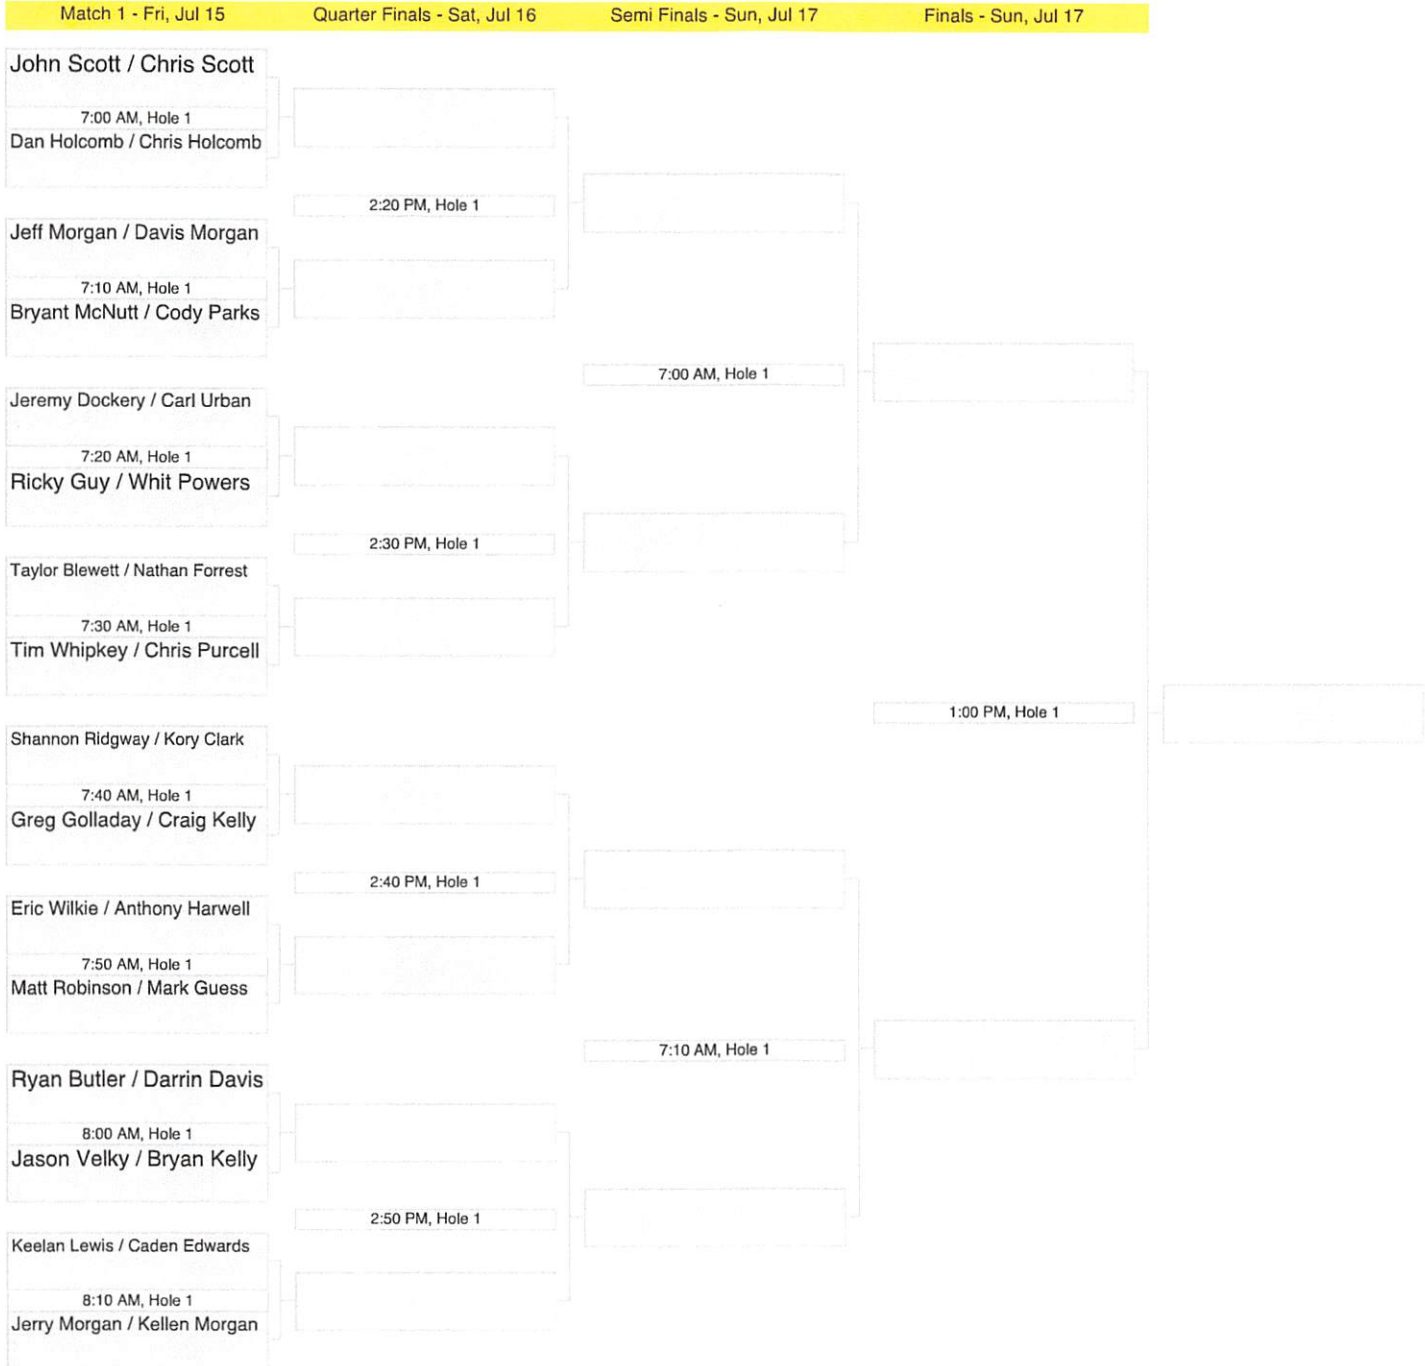 Match 1 - Fri, Jul 15
Quarter Finals - Sat, Jul 16
Semi Finals - Sun, Jul 17
Finals - Sun, Jul 17
John Scott / Chris Scott
7:00 AM, Hole 1
Dan Holcomb / Chris Holcomb
2:20 PM, Hole 1
Jeff Morgan / Davis Morgan
7:10 AM, Hole 1
Bryant McNutt / Cody Parks
7:00 AM, Hole 1
Jeremy Dockery / Carl Urban
7:20 AM, Hole 1
Ricky Guy / Whit Powers
2:30 PM, Hole 1
Taylor Blewett / Nathan Forrest
7:30 AM, Hole 1
Tim Whipkey / Chris Purcell
1:00 PM, Hole 1
Shannon Ridgway / Kory Clark
7:40 AM, Hole 1
Greg Golladay / Craig Kelly
2:40 PM, Hole 1
Eric Wilkie / Anthony Harwell
7:50 AM, Hole 1
Matt Robinson / Mark Guess
7:10 AM, Hole 1
Ryan Butler / Darrin Davis
8:00 AM, Hole 1
Jason Velky / Bryan Kelly
2:50 PM, Hole 1
Keelan Lewis / Caden Edwards
8:10 AM, Hole 1
Jerry Morgan / Kellen Morgan